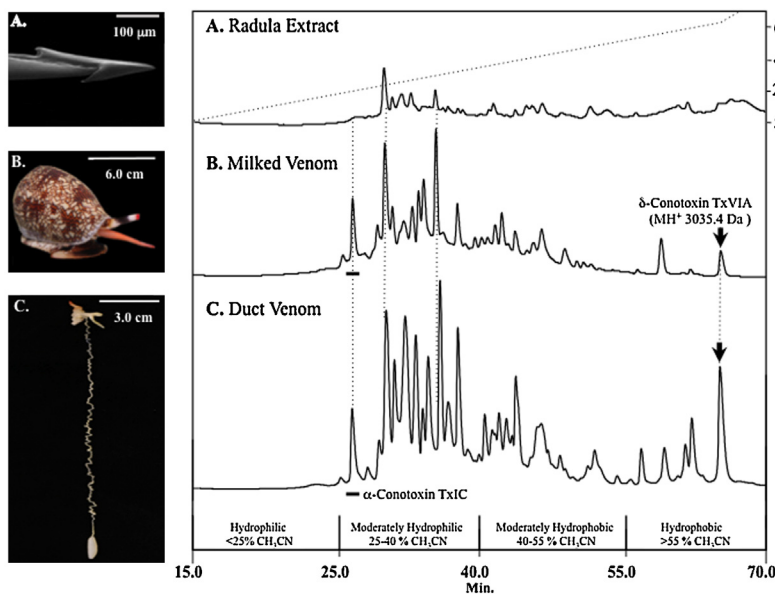 A.
100 μm
B.
6.0 cm
C.
3.0 cm
A. Radula Extract
B. Milked Venom
δ-Conotoxin TxVIA
(MH⁺ 3035.4 Da )
C. Duct Venom
α-Conotoxin TxIC
Hydrophilic
<25% CH₃CN
Moderately Hydrophilic
25-40 % CH₃CN
Moderately Hydrophobic
40-55 % CH₃CN
Hydrophobic
>55 % CH₃CN
15.0
25.0
40.0
55.0
70.0
Min.